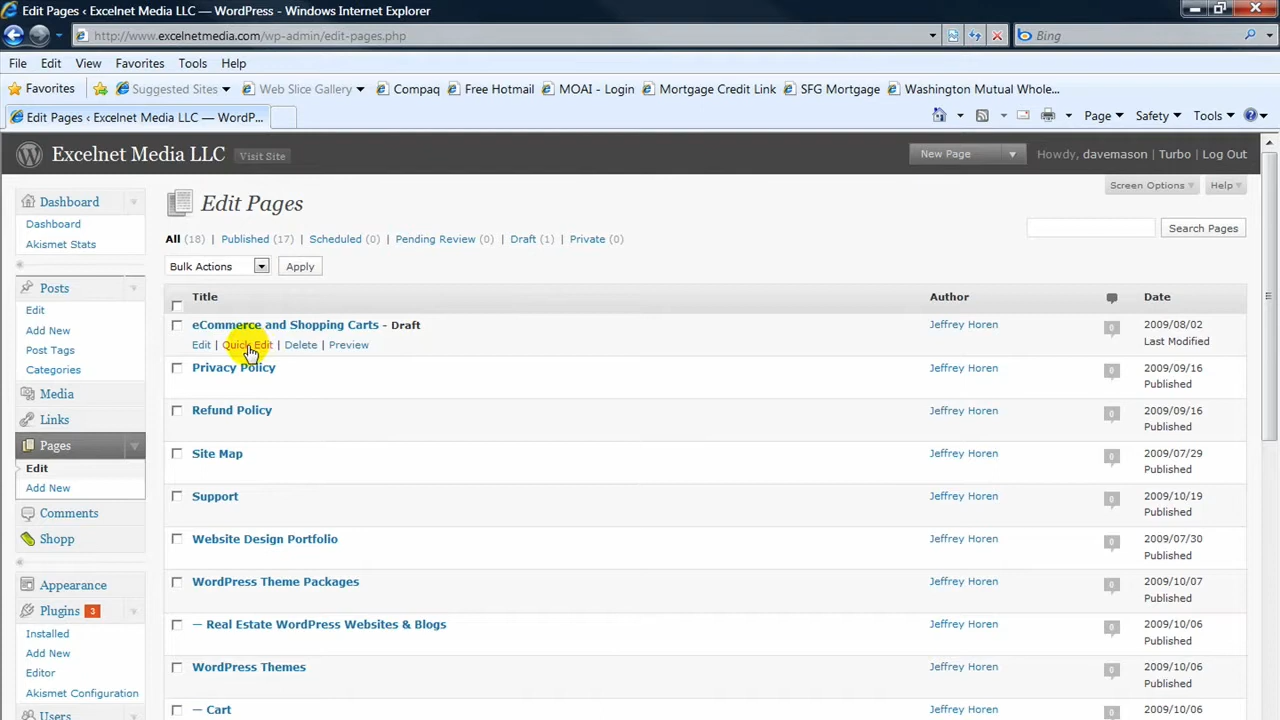 Edit Pages ‹ Excelnet Media LLC — WordPress - Windows Internet Explorer
http://www.excelnetmedia.com/wp-admin/edit-pages.php
Bing
File Edit View Favorites Tools Help
Favorites Suggested Sites Web Slice Gallery Compaq Free Hotmail MOAI - Login Mortgage Credit Link SFG Mortgage Washington Mutual Whole...
Edit Pages ‹ Excelnet Media LLC — WordP...
Page Safety Tools
Excelnet Media LLC Visit Site New Page Howdy, davemason | Turbo | Log Out
Screen Options Help
Edit Pages
All (18) | Published (17) | Scheduled (0) | Pending Review (0) | Draft (1) | Private (0)
Search Pages
Bulk Actions Apply
Title Author Date
eCommerce and Shopping Carts - Draft Jeffrey Horen 0 2009/08/02
Edit | Quick Edit | Delete | Preview Last Modified
Privacy Policy Jeffrey Horen 0 2009/09/16
Published
Refund Policy Jeffrey Horen 0 2009/09/16
Published
Site Map Jeffrey Horen 0 2009/07/29
Published
Support Jeffrey Horen 0 2009/10/19
Published
Website Design Portfolio Jeffrey Horen 0 2009/07/30
Published
WordPress Theme Packages Jeffrey Horen 0 2009/10/07
Published
— Real Estate WordPress Websites & Blogs Jeffrey Horen 0 2009/10/06
Published
WordPress Themes Jeffrey Horen 0 2009/10/06
Published
— Cart Jeffrey Horen 0 2009/10/06
Dashboard
Dashboard
Akismet Stats
Posts
Edit
Add New
Post Tags
Categories
Media
Links
Pages
Edit
Add New
Comments
Shopp
Appearance
Plugins 3
Installed
Add New
Editor
Akismet Configuration
Users